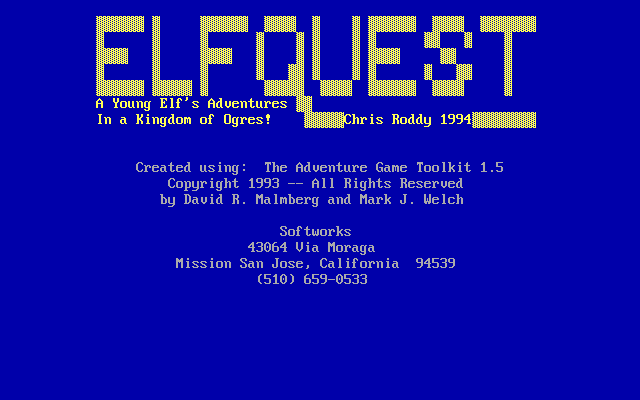 ELFQUEST
A Young Elf's Adventures
In a Kingdom of Ogres! Chris Roddy 1994
Created using: The Adventure Game Toolkit 1.5
Copyright 1993 -- All Rights Reserved
by David R. Malmberg and Mark J. Welch
Softworks
43064 Via Moraga
Mission San Jose, California 94539
(510) 659-0533